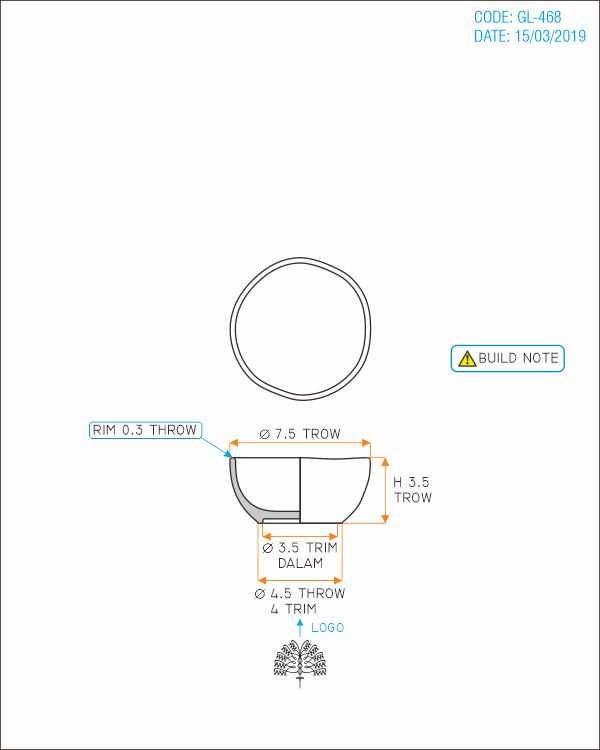 CODE: GL-468
DATE: 15/03/2019
BUILD NOTE
RIM 0.3 THROW
⌀ 7.5 TROW
H 3.5
TROW
⌀ 3.5 TRIM
DALAM
⌀ 4.5 THROW
4 TRIM
LOGO